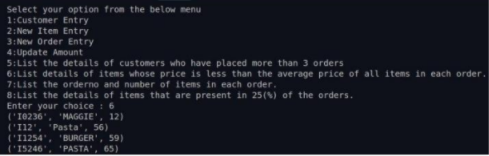 Select your option from the below menu
1:Customer Entry
2:New Item Entry
3:New Order Entry
4:Update Amount
5:List the details of customers who have placed more than 3 orders
6:List details of items whose price is less than the average price of all items in each order.
7:List the orderno and number of items in each order.
8:List the details of items that are present in 25(%) of the orders.
Enter your choice : 6
('I0236', 'MAGGIE', 12)
('I12', 'Pasta', 56)
('I1254', 'BURGER', 59)
('I5246', 'PASTA', 65)